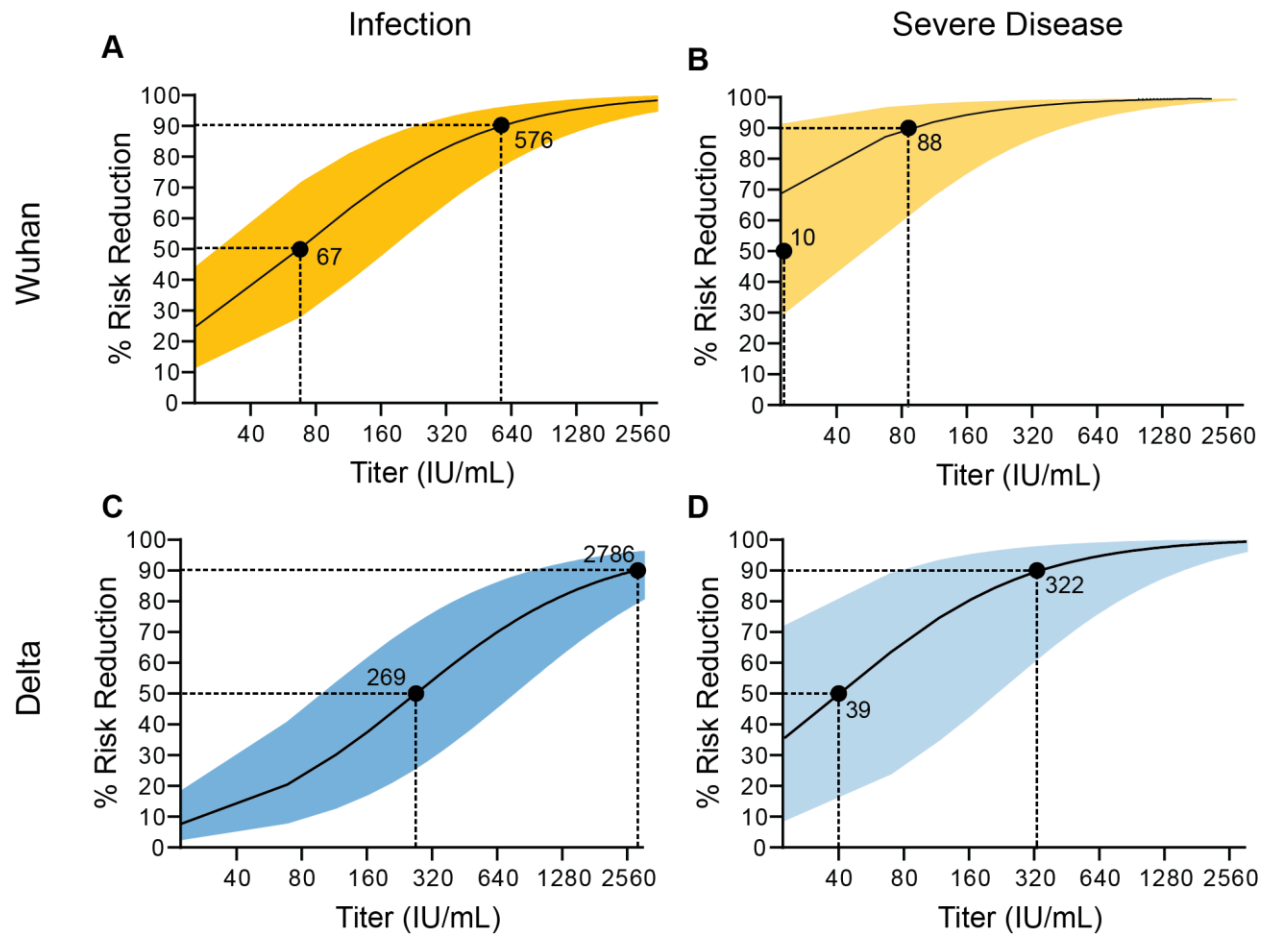 Infection
Severe Disease
Wuhan
Delta
A
% Risk Reduction
100
90
80
70
60
50
40
30
20
10
0
576
67
40 80 160 320 640 1280 2560
Titer (IU/mL)
B
% Risk Reduction
100
90
80
70
60
50
40
30
20
10
0
88
10
40 80 160 320 640 1280 2560
Titer (IU/mL)
C
% Risk Reduction
100
90
80
70
60
50
40
30
20
10
0
2786
269
40 80 160 320 640 1280 2560
Titer (IU/mL)
D
% Risk Reduction
100
90
80
70
60
50
40
30
20
10
0
322
39
40 80 160 320 640 1280 2560
Titer (IU/mL)